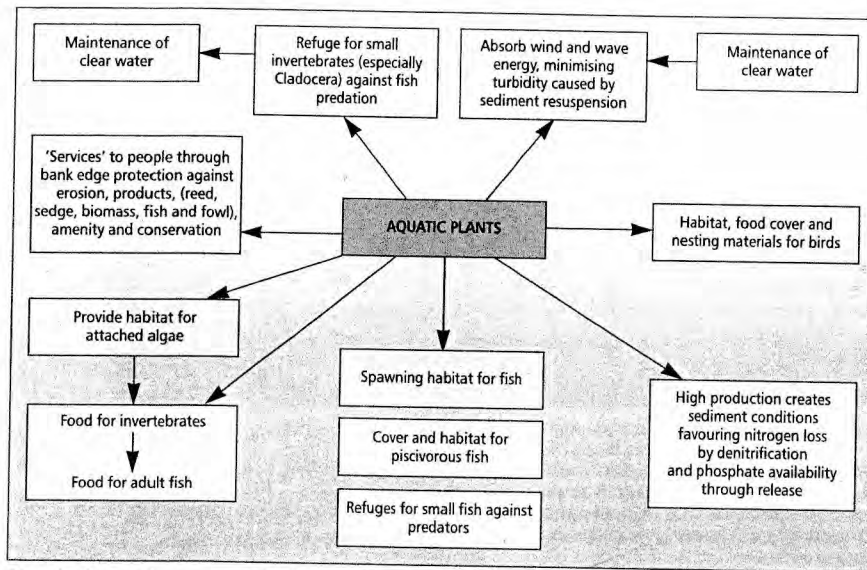 Maintenance of
clear water
Refuge for small
invertebrates (especially
Cladocera) against fish
predation
Absorb wind and wave
energy, minimising
turbidity caused by
sediment resuspension
Maintenance of
clear water
'Services' to people through
bank edge protection against
erosion, products, (reed,
sedge, biomass, fish and fowl),
amenity and conservation
AQUATIC PLANTS
Habitat, food cover and
nesting materials for birds
Provide habitat for
attached algae
Food for invertebrates
Food for adult fish
Spawning habitat for fish
Cover and habitat for
piscivorous fish
Refuges for small fish against
predators
High production creates
sediment conditions
favouring nitrogen loss
by denitrification
and phosphate availability
through release